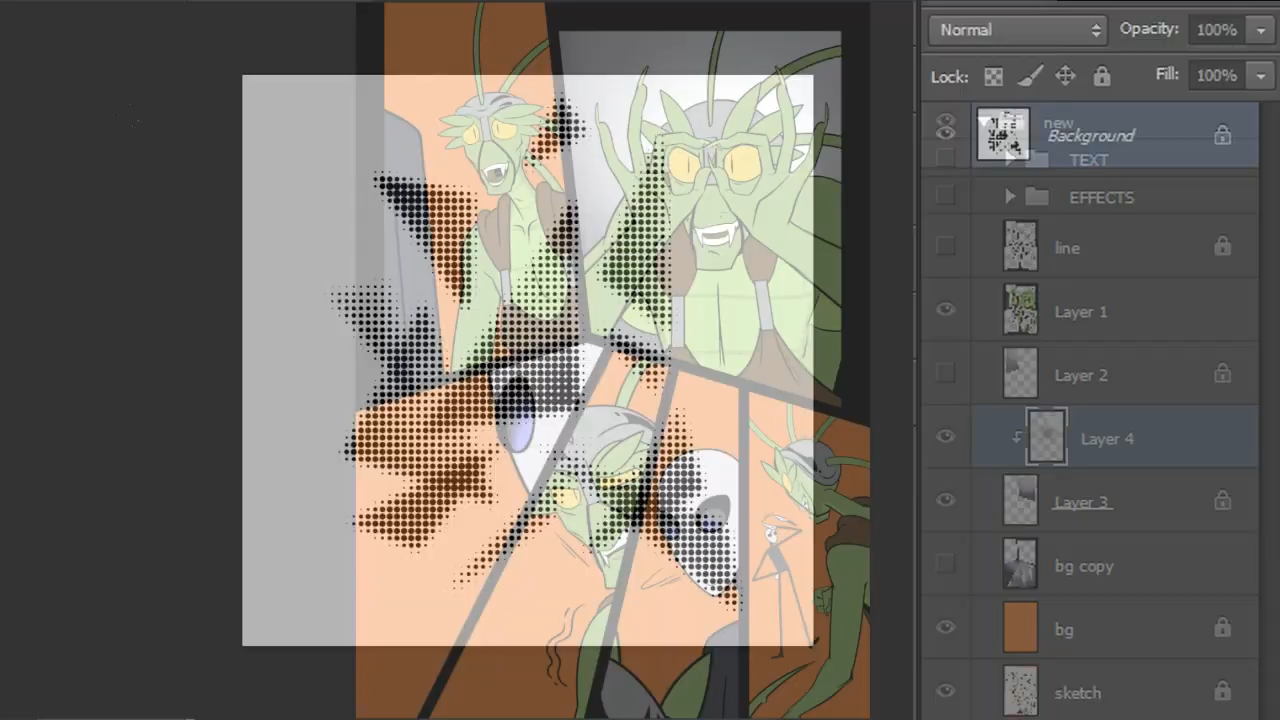 Normal
Opacity: 100%
Lock:
Fill: 100%
new
Background
TEXT
EFFECTS
line
Layer 1
Layer 2
Layer 4
Layer 3
bg copy
bg
sketch